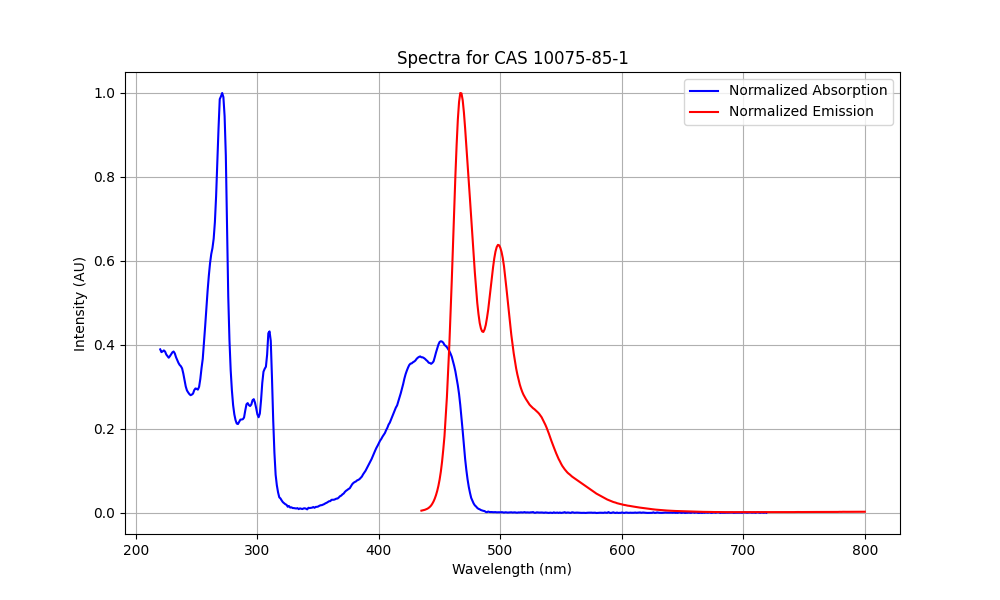 Spectra for CAS 10075-85-1
Normalized Absorption
Normalized Emission
1.0
0.8
0.6
0.4
0.2
0.0
Intensity (AU)
200 300 400 500 600 700 800
Wavelength (nm)